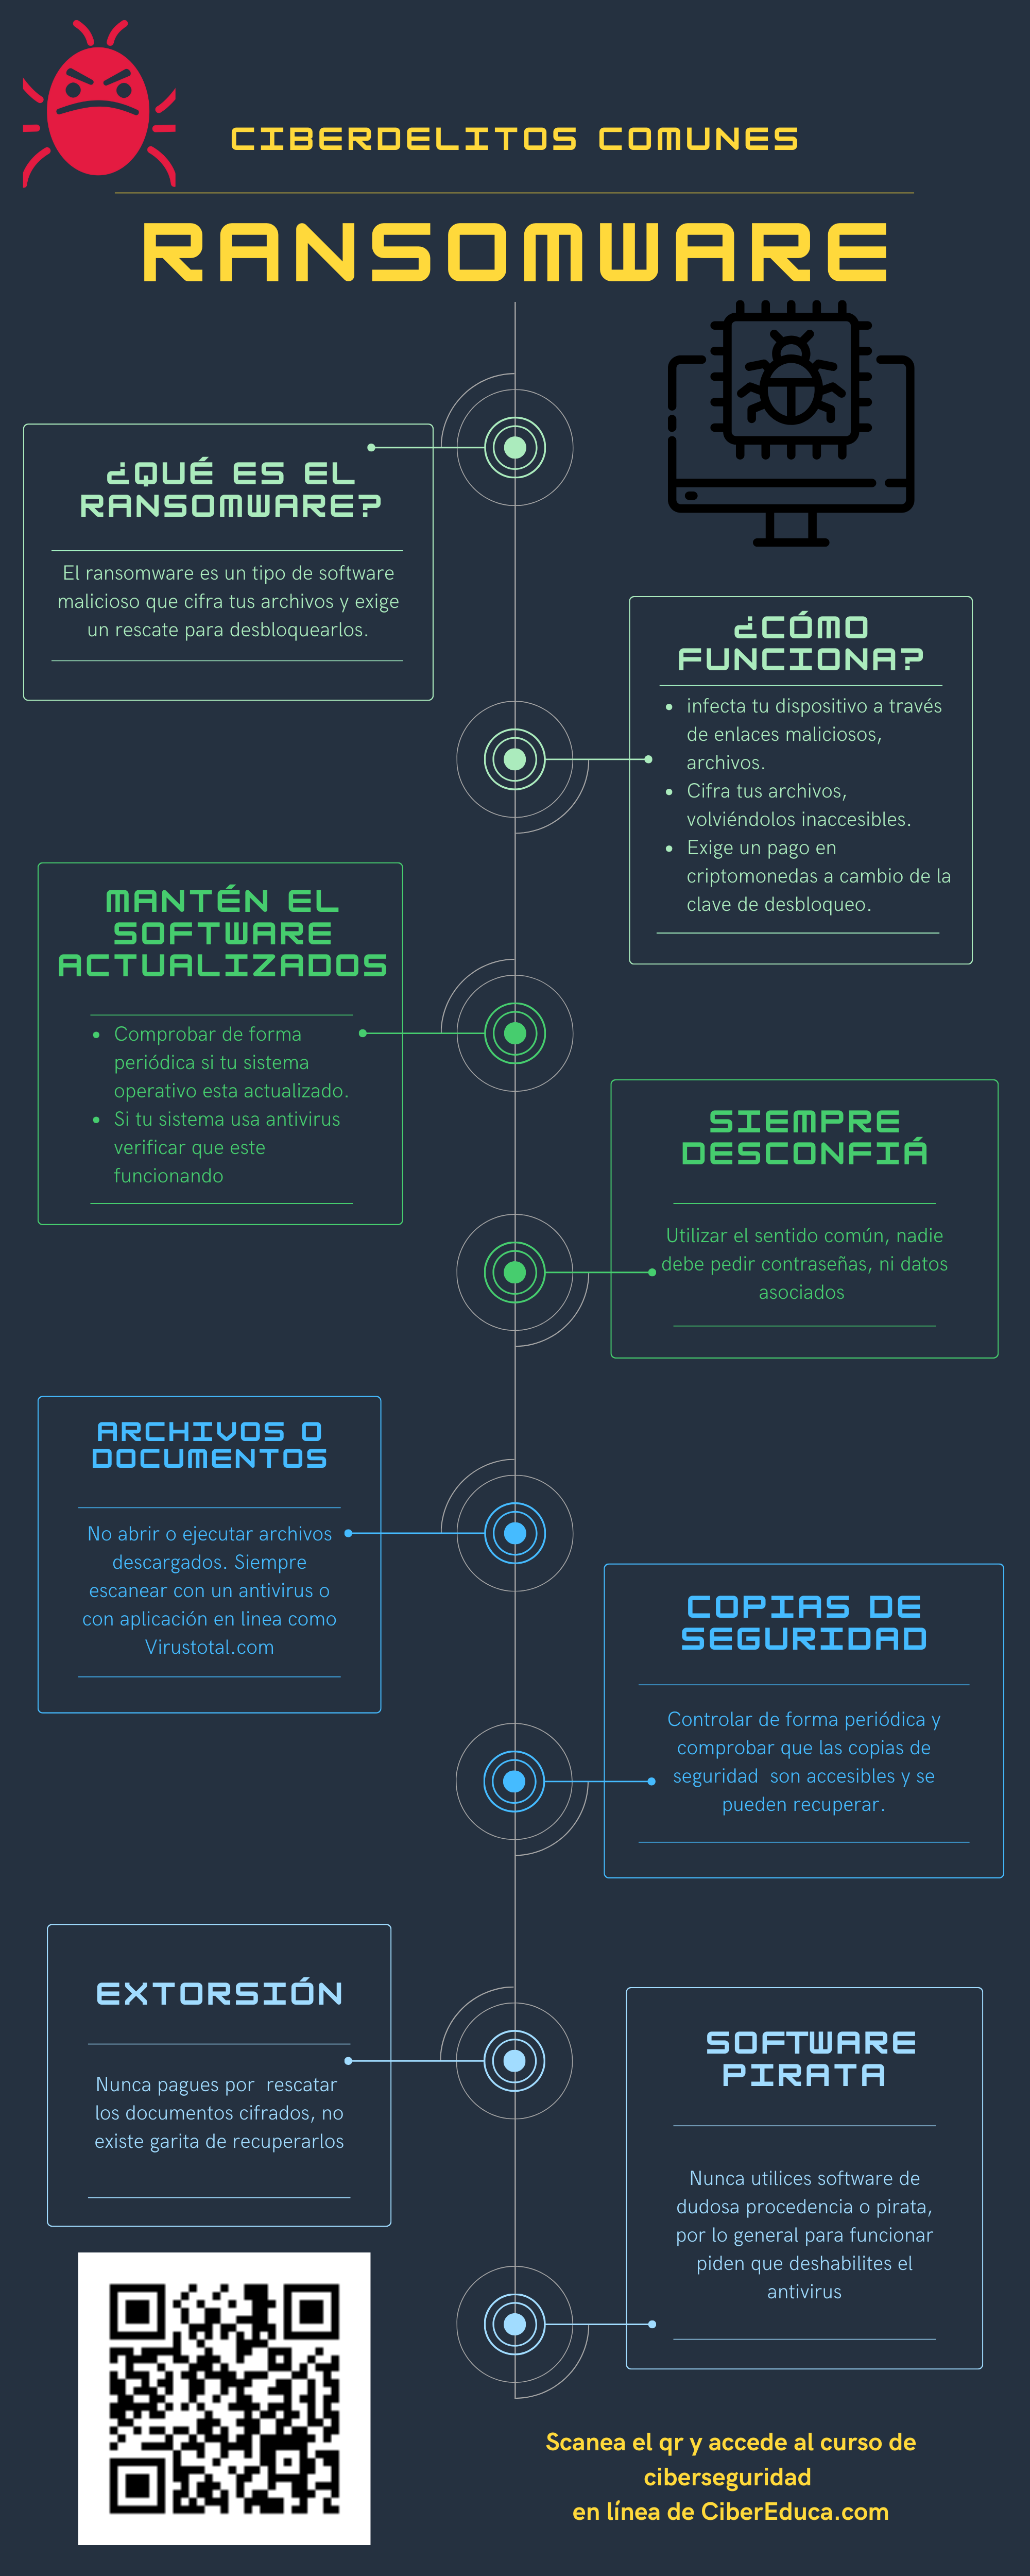 CIBERDELITOS COMUNES
RANSOMWARE
¿QUÉ ES EL
RANSOMWARE?
El ransomware es un tipo de software
malicioso que cifra tus archivos y exige
un rescate para desbloquearlos.
¿CÓMO
FUNCIONA?
• infecta tu dispositivo a través
de enlaces maliciosos,
archivos.
• Cifra tus archivos,
volviéndolos inaccesibles.
• Exige un pago en
criptomonedas a cambio de la
clave de desbloqueo.
MANTÉN EL
SOFTWARE
ACTUALIZADOS
• Comprobar de forma
periódica si tu sistema
operativo esta actualizado.
• Si tu sistema usa antivirus
verificar que este
funcionando
SIEMPRE
DESCONFIÁ
Utilizar el sentido común, nadie
debe pedir contraseñas, ni datos
asociados
ARCHIVOS O
DOCUMENTOS
No abrir o ejecutar archivos
descargados. Siempre
escanear con un antivirus o
con aplicación en linea como
Virustotal.com
COPIAS DE
SEGURIDAD
Controlar de forma periódica y
comprobar que las copias de
seguridad  son accesibles y se
pueden recuperar.
EXTORSIÓN
Nunca pagues por  rescatar
los documentos cifrados, no
existe garita de recuperarlos
SOFTWARE
PIRATA
Nunca utilices software de
dudosa procedencia o pirata,
por lo general para funcionar
piden que deshabilites el
antivirus
Scanea el qr y accede al curso de
ciberseguridad
en línea de CiberEduca.com